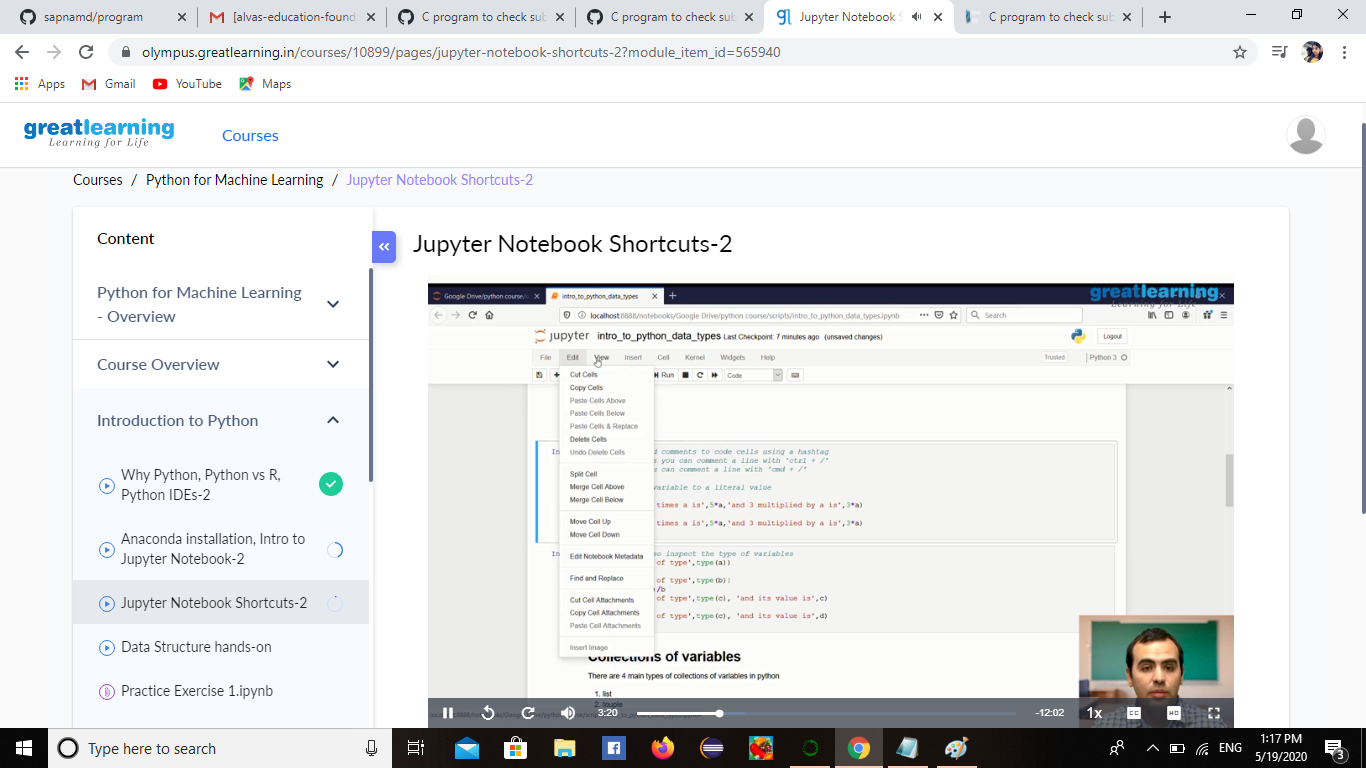 sapnamd/program
[alvas-education-found
C program to check sub
C program to check sub
Jupyter Notebook S
C program to check sub
olympus.greatlearning.in/courses/10899/pages/jupyter-notebook-shortcuts-2?module_item_id=565940
Apps
Gmail
YouTube
Maps
greatlearning
Learning for Life
Courses
Courses / Python for Machine Learning / Jupyter Notebook Shortcuts-2
Content
Python for Machine Learning
- Overview
Course Overview
Introduction to Python
Why Python, Python vs R,
Python IDEs-2
Anaconda installation, Intro to
Jupyter Notebook-2
Jupyter Notebook Shortcuts-2
Data Structure hands-on
Practice Exercise 1.ipynb
Jupyter Notebook Shortcuts-2
Google Drive/python course/
intro_to_python_data_types
greatlearning
Learning for Life
localhost:8888/notebooks/Google Drive/python course/scripts/intro_to_python_data_types.ipynb
Search
jupyter intro_to_python_data_types Last Checkpoint: 7 minutes ago (unsaved changes)
Logout
File Edit View Insert Cell Kernel Widgets Help
Trusted
Python 3
Run
Code
Cut Cells
Copy Cells
Paste Cells Above
Paste Cells Below
Paste Cells & Replace
Delete Cells
Undo Delete Cells
Split Cell
Merge Cell Above
Merge Cell Below
Move Cell Up
Move Cell Down
Edit Notebook Metadata
Find and Replace
Cut Cell Attachments
Copy Cell Attachments
Paste Cell Attachments
Insert Image
In
d comments to code cells using a hashtag
s you can comment a line with 'ctrl + /'
u can comment a line with 'cmd + /'
variable to a literal value
times a is',5*a,'and 3 multiplied by a is',3*a)
times a is',5*a,'and 3 multiplied by a is',3*a)
In
so inspect the type of variables
of type',type(a))
of type',type(b))
/b
of type',type(c), 'and its value is',c)
of type',type(c), 'and its value is',d)
Collections of variables
There are 4 main types of collections of variables in python
1. list
2. touple
3:20
-12:02
1x
CC
HD
Type here to search
ENG
1:17 PM
5/19/2020
3